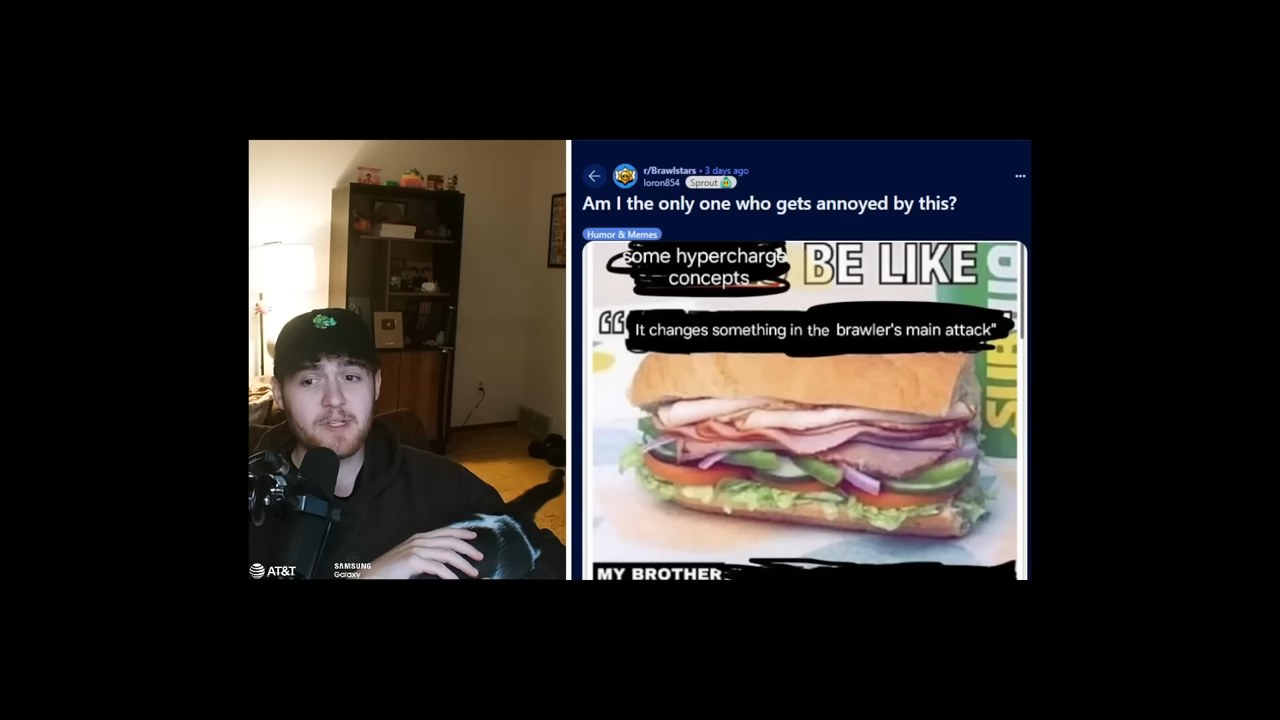 r/Brawlstars • 3 days ago
loron854 Sprout
Am I the only one who gets annoyed by this?
Humor & Memes
some hypercharge
concepts
BE LIKE
“It changes something in the brawler's main attack"
MY BROTHER
AT&T
SAMSUNG
Galaxy